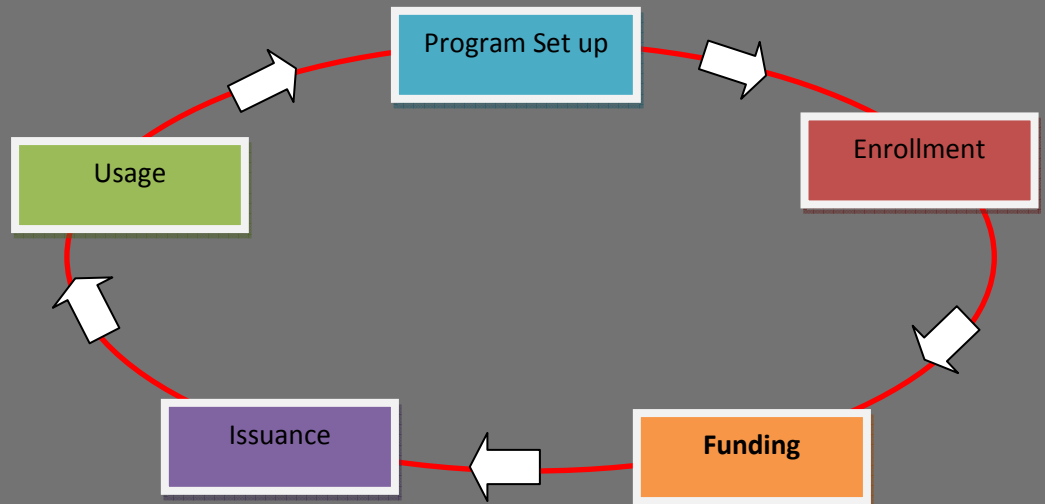 Program Set up
Enrollment
Usage
Issuance
Funding